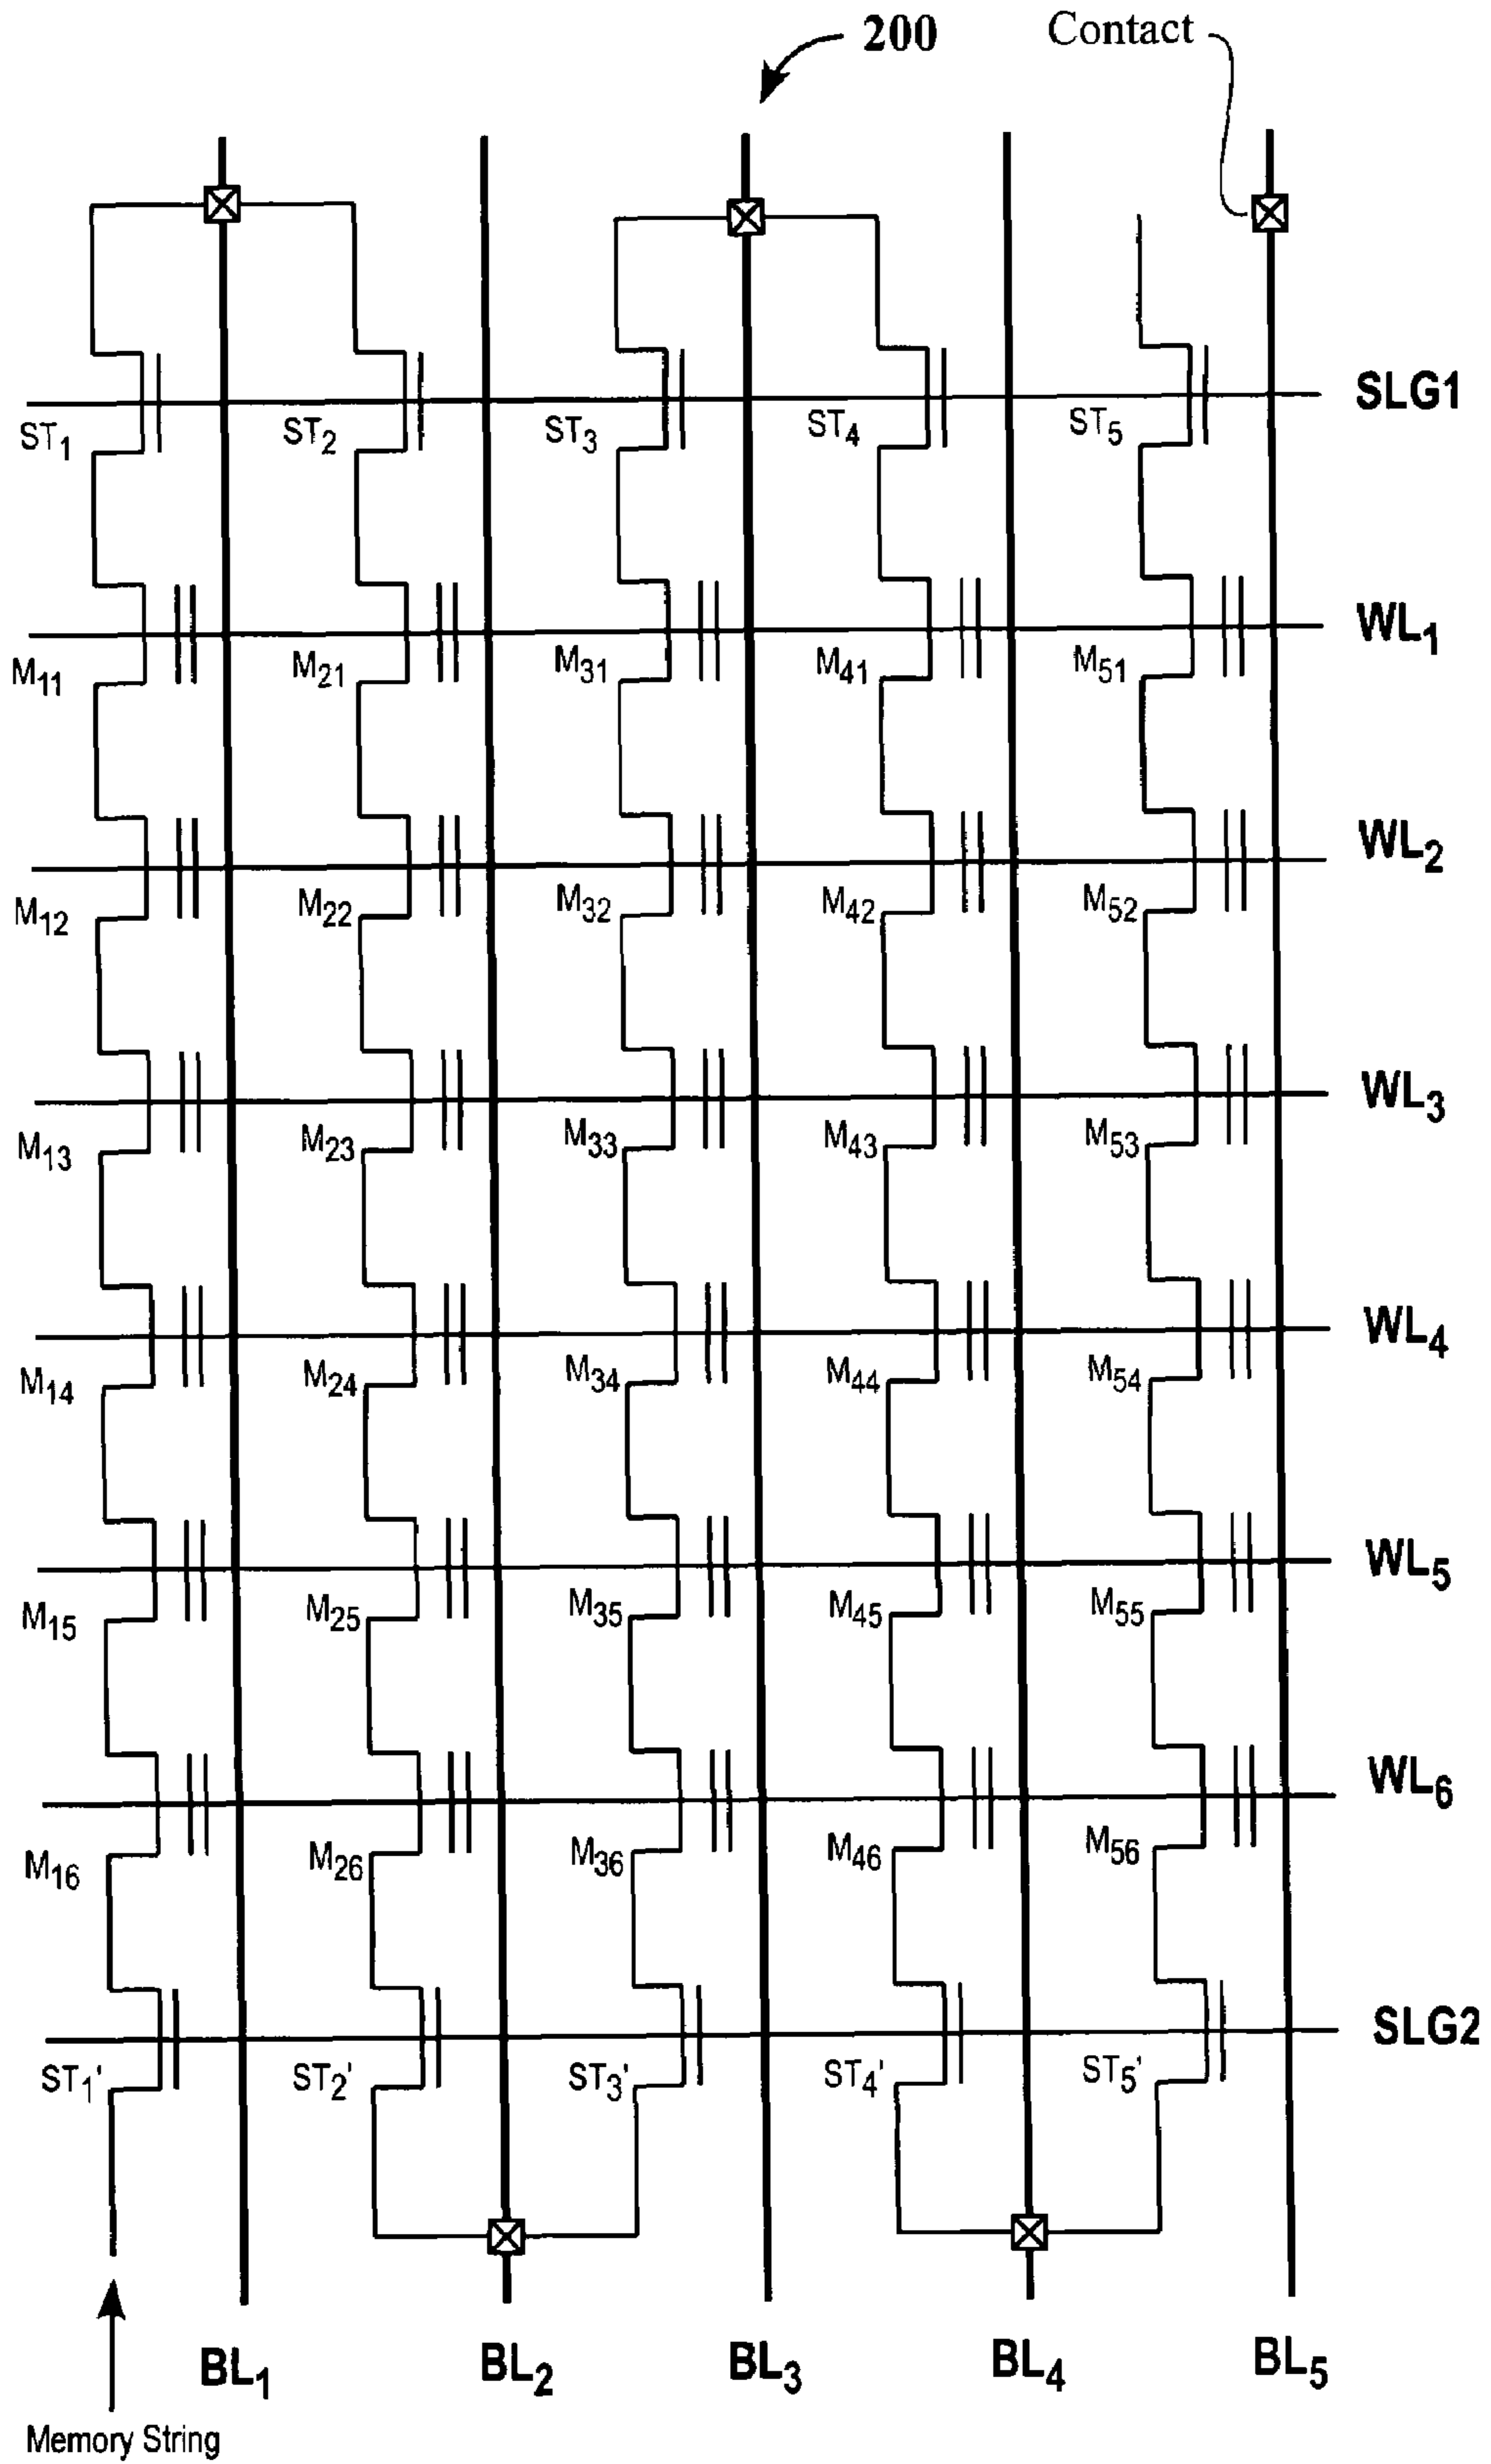 200 Contact
SLG1
ST1 ST2 ST3 ST4 ST5
WL1
M11 M21 M31 M41 M51
WL2
M12 M22 M32 M42 M52
WL3
M13 M23 M33 M43 M53
WL4
M14 M24 M34 M44 M54
WL5
M15 M25 M35 M45 M55
WL6
M16 M26 M36 M46 M56
SLG2
ST1' ST2' ST3' ST4' ST5'
BL1 BL2 BL3 BL4 BL5
Memory String